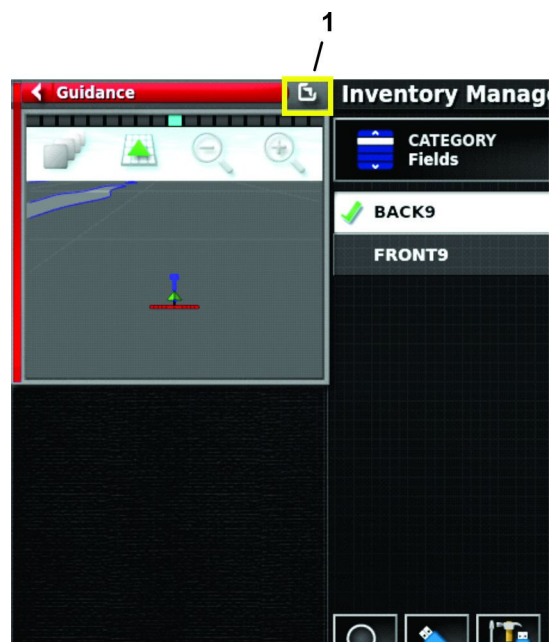 1
Guidance
Inventory Manag
CATEGORY
Fields
BACK9
FRONT9